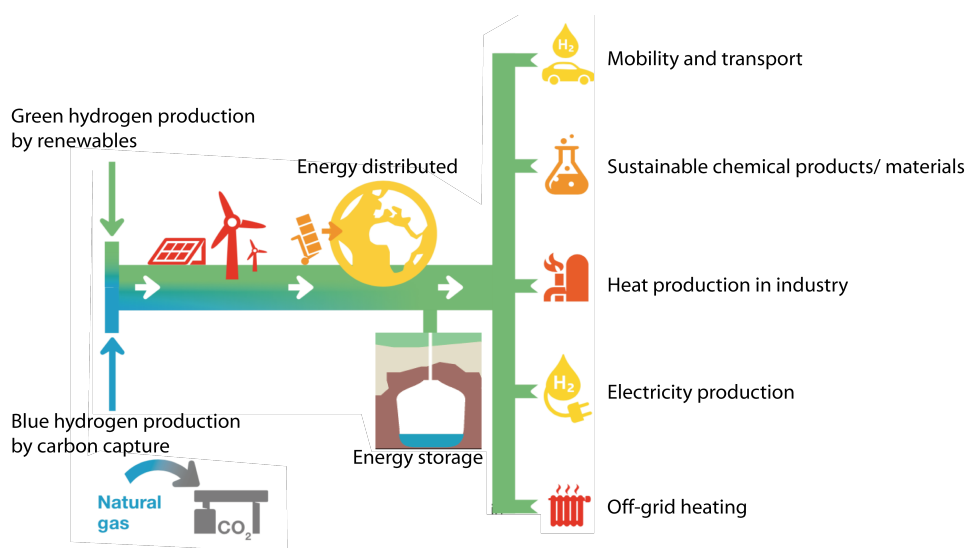 H₂
Mobility and transport
Green hydrogen production
by renewables
Energy distributed
Sustainable chemical products/ materials
Heat production in industry
H₂
Electricity production
Blue hydrogen production
by carbon capture
Energy storage
Natural
gas
CO₂
Off-grid heating